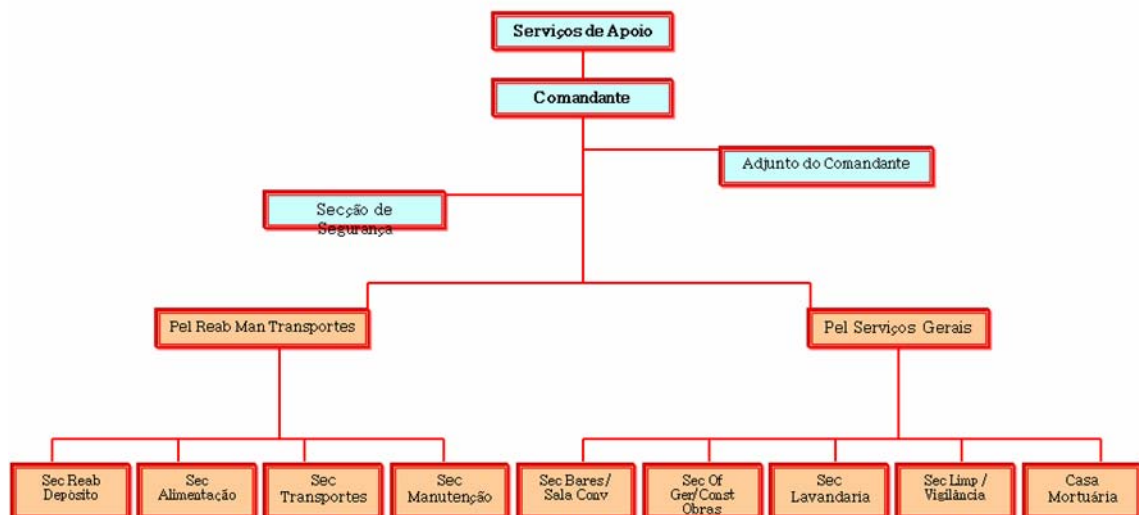 Serviços de Apoio
Comandante
Adjunto do Comandante
Secção de
Segurança
Pel Reab Man Transportes
Pel Serviços Gerais
Sec Reab
Depòsito
Sec
Alimentação
Sec
Transportes
Sec
Manutenção
Sec Bares/
Sala Conv
Sec Of
Ger/Const
Obras
Sec
Lavandaria
Sec Limp /
Vigilância
Casa
Mortuária